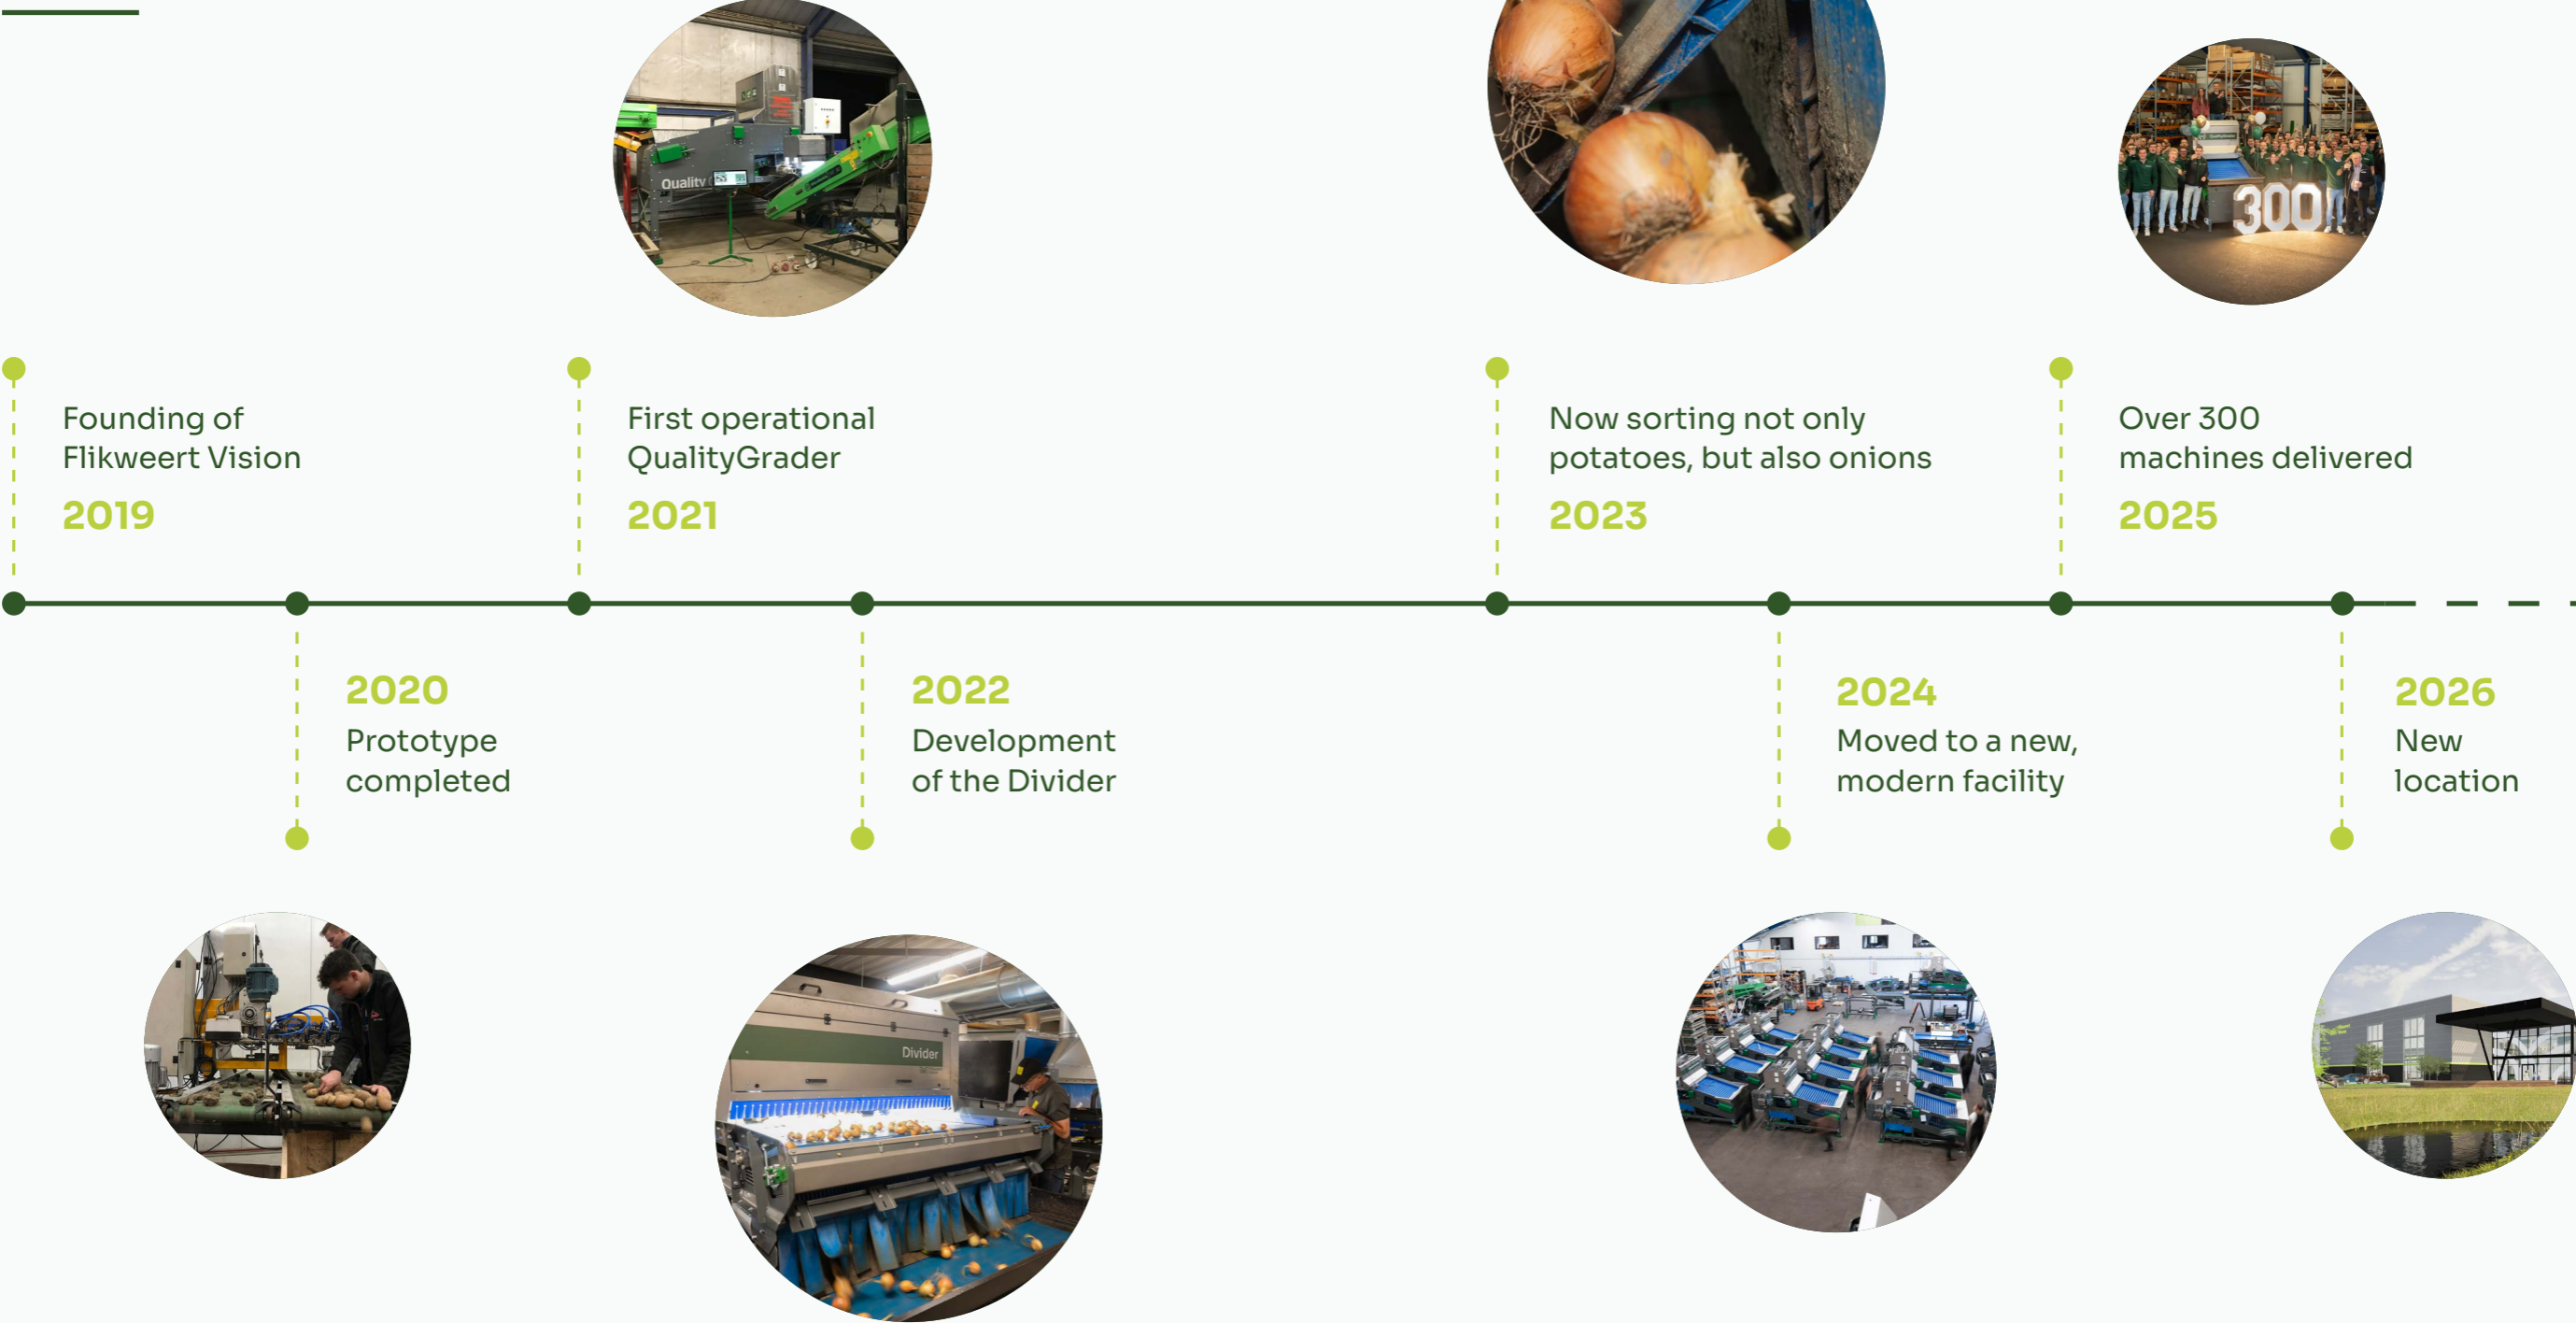 Quality
300
Founding of
Flikweert Vision
2019
First operational
QualityGrader
2021
Now sorting not only
potatoes, but also onions
2023
Over 300
machines delivered
2025
2020
Prototype
completed
2022
Development
of the Divider
2024
Moved to a new,
modern facility
2026
New
location
Divider